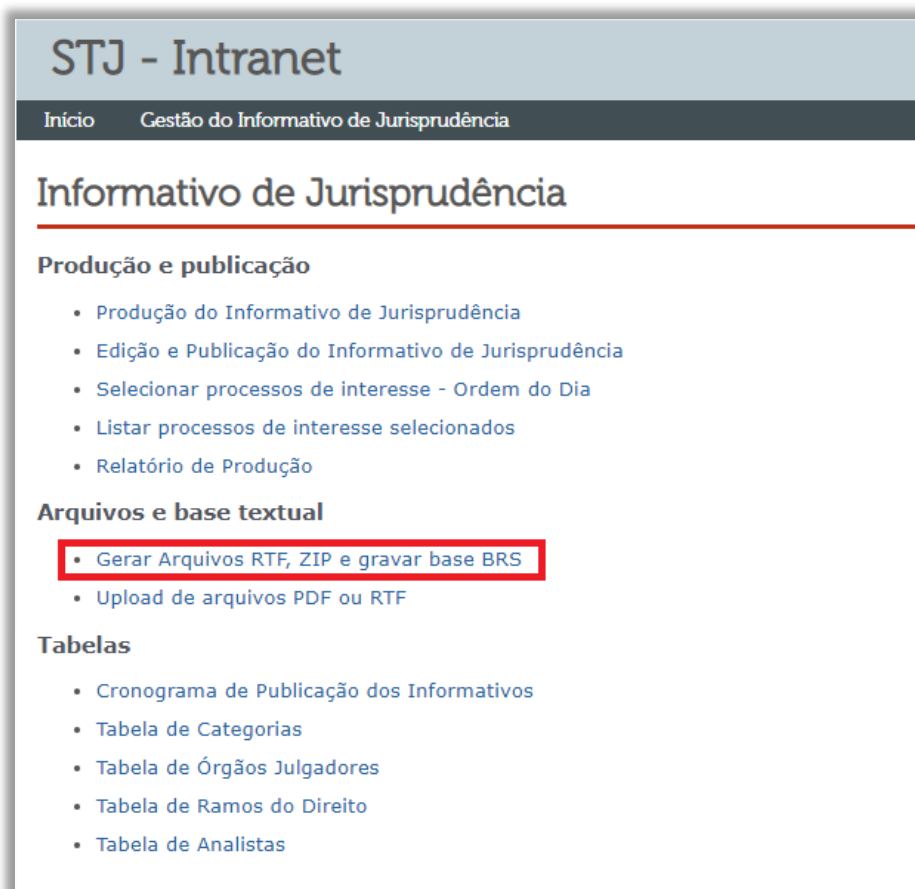 STJ - Intranet
Início Gestão do Informativo de Jurisprudência
Informativo de Jurisprudência
Produção e publicação
• Produção do Informativo de Jurisprudência
• Edição e Publicação do Informativo de Jurisprudência
• Selecionar processos de interesse - Ordem do Dia
• Listar processos de interesse selecionados
• Relatório de Produção
Arquivos e base textual
• Gerar Arquivos RTF, ZIP e gravar base BRS
• Upload de arquivos PDF ou RTF
Tabelas
• Cronograma de Publicação dos Informativos
• Tabela de Categorias
• Tabela de Órgãos Julgadores
• Tabela de Ramos do Direito
• Tabela de Analistas